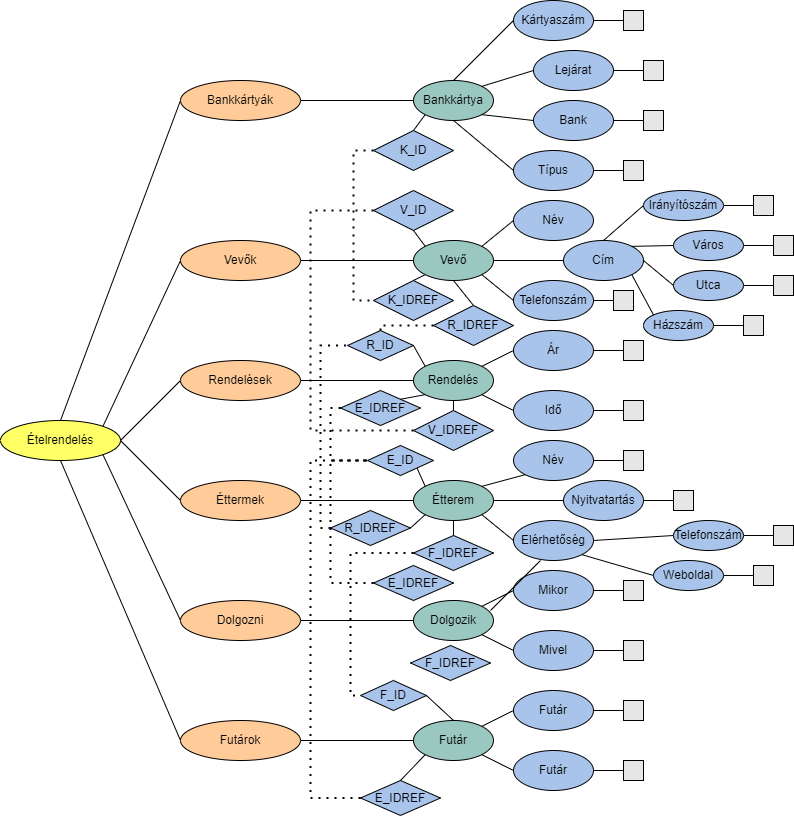 Kártyaszám
Lejárat
Bankkártyák
Bankkártya
Bank
K_ID
Típus
V_ID
Irányítószám
Név
Város
Vevők
Vevő
Cím
Utca
K_IDREF
Telefonszám
R_IDREF
Házszám
R_ID
Ár
Rendelések
Rendelés
E_IDREF
Idő
V_IDREF
Ételrendelés
E_ID
Név
Éttermek
Étterem
Nyitvatartás
R_IDREF
Elérhetőség
Telefonszám
F_IDREF
Weboldal
E_IDREF
Mikor
Dolgozni
Dolgozik
Mivel
F_IDREF
F_ID
Futár
Futárok
Futár
Futár
E_IDREF